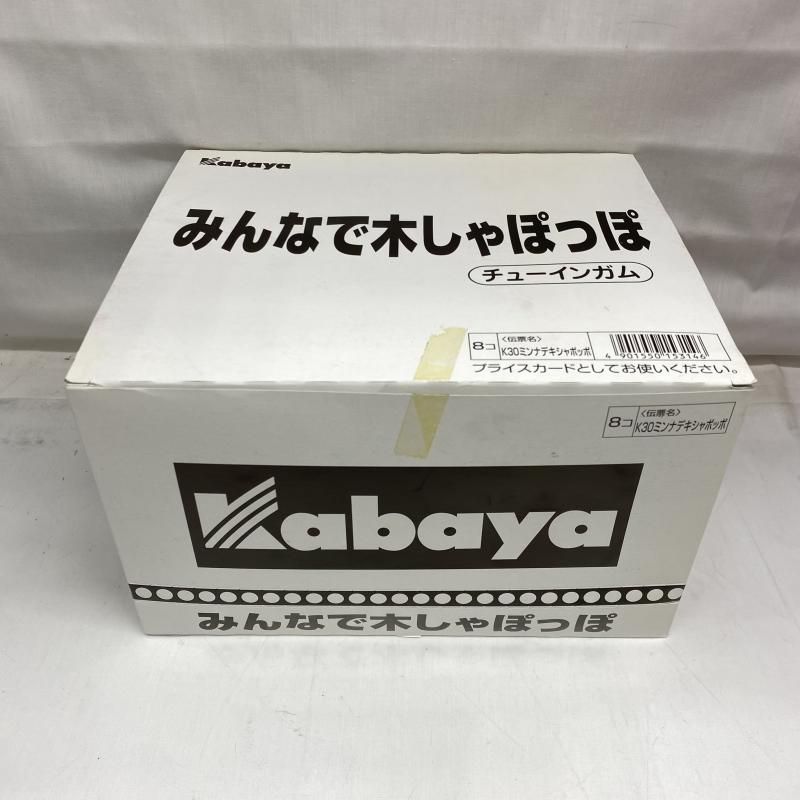 Kabaya
みんなで木しゃぽっぽ
チューインガム
8コ
〈伝票名〉
K30ミンナデキシャポッポ
4 901550 153146
プライスカードとしてお使いください。
8コ
〈伝票名〉
K30ミンナデキシャポッポ
Kabaya
みんなで木しゃぽっぽ